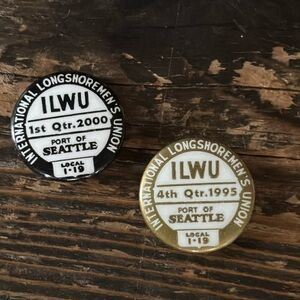 INTERNATIONAL LONGSHOREMEN'S UNION
ILWU
1st Qtr. 2000
PORT OF
SEATTLE
LOCAL
1-19
INTERNATIONAL LONGSHOREMEN'S UNION
ILWU
4th Qtr. 1995
PORT OF
SEATTLE
LOCAL
1-19